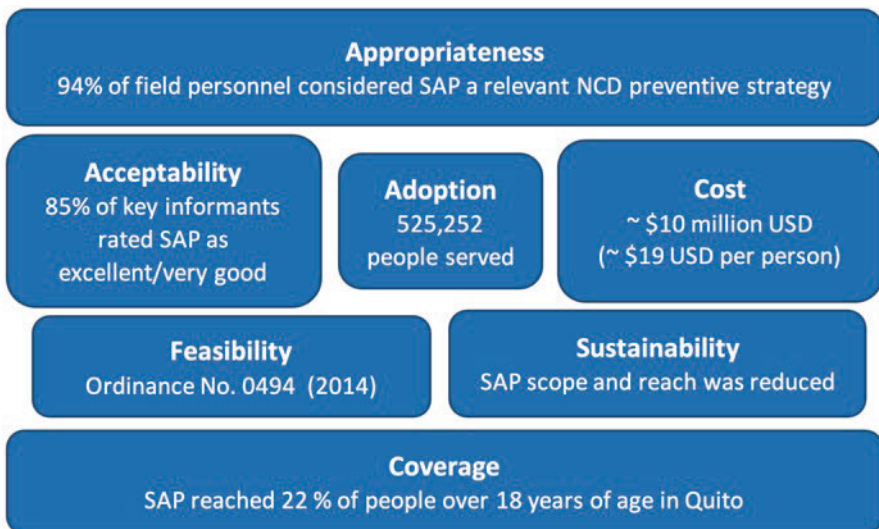 Appropriateness
94% of field personnel considered SAP a relevant NCD preventive strategy
Acceptability
85% of key informants
rated SAP as
excellent/very good
Adoption
525,252
people served
Cost
~ $10 million USD
(~ $19 USD per person)
Feasibility
Ordinance No. 0494 (2014)
Sustainability
SAP scope and reach was reduced
Coverage
SAP reached 22 % of people over 18 years of age in Quito